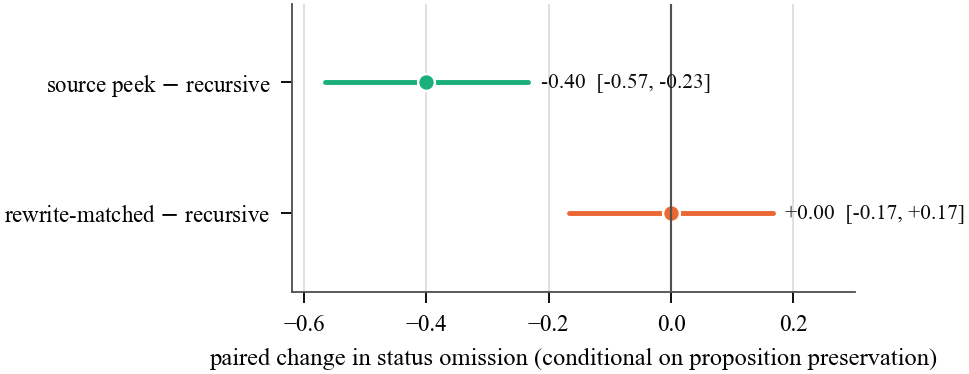 source peek − recursive
-0.40 [-0.57, -0.23]
rewrite-matched − recursive
+0.00 [-0.17, +0.17]
−0.6 −0.4 −0.2 0.0 0.2
paired change in status omission (conditional on proposition preservation)